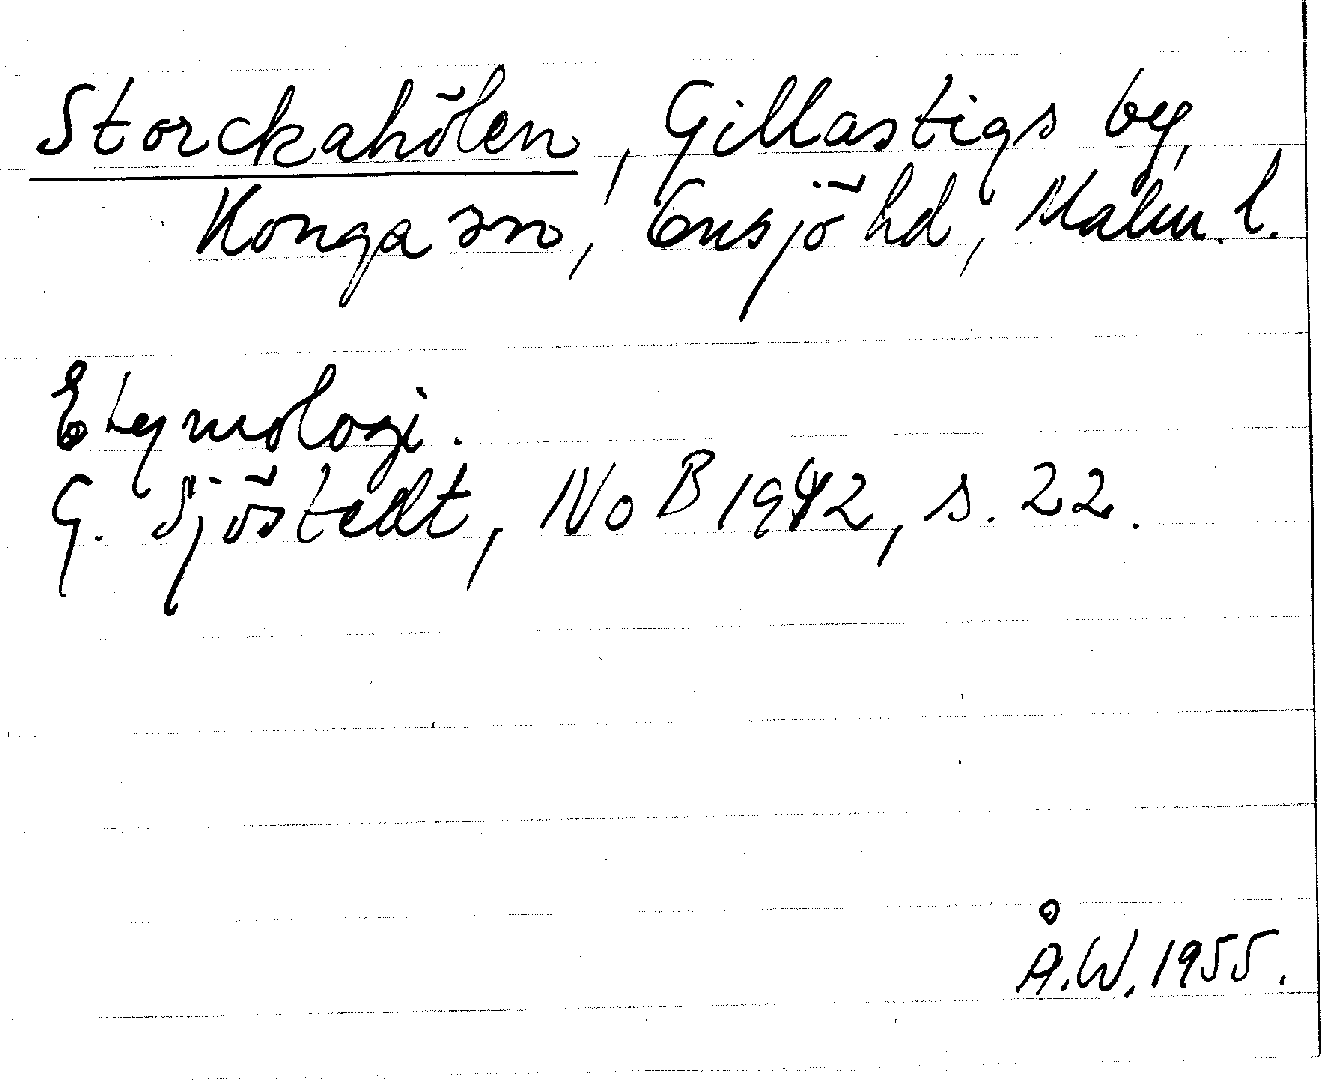 Storckahölen, Gillastigs by,
Konga sn, Onsjö hd, Malm. l.
Etymologi.
G. Sjöstedt, NoB 1942, s. 22.
Å.W. 1955.